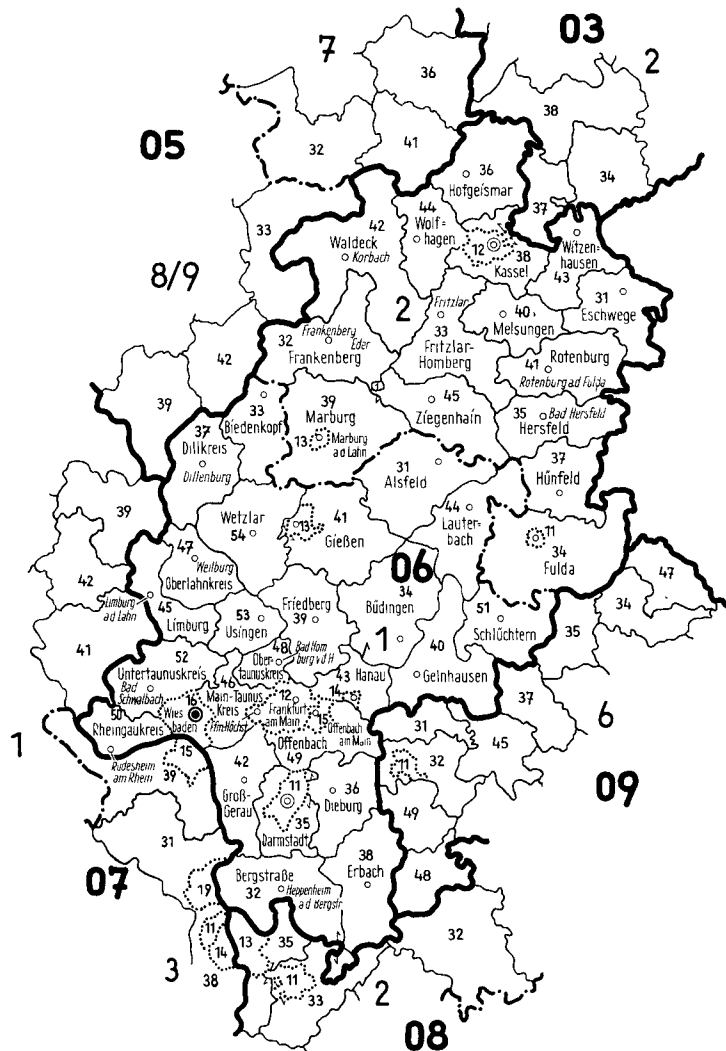 03
7
36
2
38
05
32
41
36
Hofgeismar
34
37
33
42
44
Wolf=
hagen
Waldeck
Korbach
12
38
Kassel
Witzen-
hausen
43
8/9
31
Eschwege
2
Fritzlar
33
Fritzlar-
Homberg
40
Melsungen
42
32
Frankenberg
Eder
Frankenberg
41
Rotenburg
Rotenburg a d Fulda
39
33
Biedenkopf
39
Marburg
13
Marburg
a d Lahn
45
Ziegenhain
35
Bad Hersfeld
Hersfeld
37
Dillkreis
Dillenburg
31
Alsfeld
37
Hünfeld
39
Wetzlar
54
13
41
Gießen
44
Lauter-
bach
11
34
Fulda
47
Weilburg
Oberlahnkreis
06
42
Limburg
a d Lahn
45
Limburg
53
Usingen
Friedberg
39
34
Büdingen
51
Schlüchtern
47
34
35
41
52
Untertaunuskreis
Bad
Schwalbach
48
Ober-
taunuskreis
Bad Hom
burg v d H
1
40
Gelnhausen
43
Hanau
14
15
46
Main-Taunus
Kreis
Ffm-Höchst
12
Frankfurt
am Main
15
Offenbach
am Main
Offenbach
49
37
6
50
Rheingaukreis
16
Wies
baden
1
Rüdesheim
am Rhein
15
39
42
Groß-
Gerau
11
35
Darmstadt
36
Dieburg
31
11
32
45
09
49
31
07
19
Bergstraße
32
Heppenheim
a d Bergstr
38
Erbach
48
11
14
13
35
32
3
38
11
33
2
08